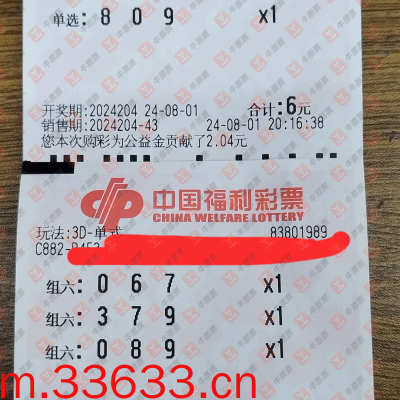 单选: 8 0 9 x1
开奖期:2024204 24-08-01 合计:6元
销售期:2024204-43 24-08-01 20:16:38
您本次购彩为公益金贡献了2.04元
中国福利彩票
CHINA WELFARE LOTTERY
玩法:3D-单式 83801989
组六: 0 6 7 x1
组六: 3 7 9 x1
组六: 0 8 9 x1
m.33633.cn